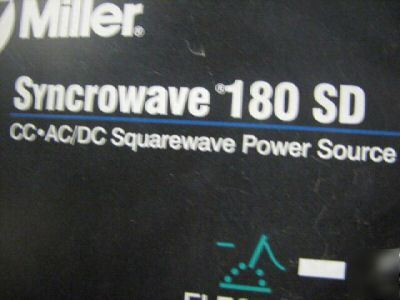 Miller®
Syncrowave® 180 SD
CC•AC/DC Squarewave Power Source